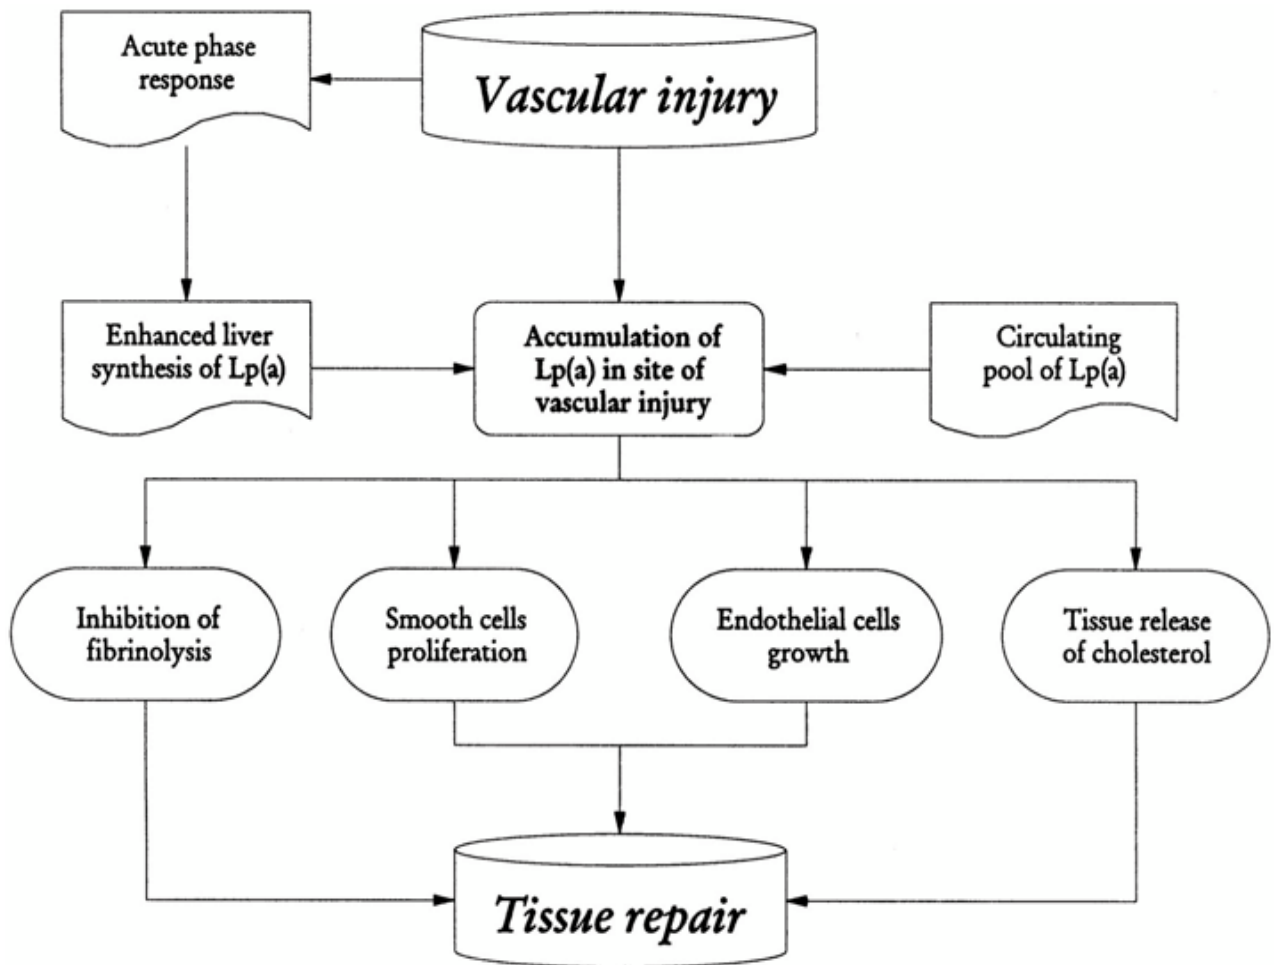 Acute phase
response
Vascular injury
Enhanced liver
synthesis of Lp(a)
Accumulation of
Lp(a) in site of
vascular injury
Circulating
pool of Lp(a)
Inhibition of
fibrinolysis
Smooth cells
proliferation
Endothelial cells
growth
Tissue release
of cholesterol
Tissue repair